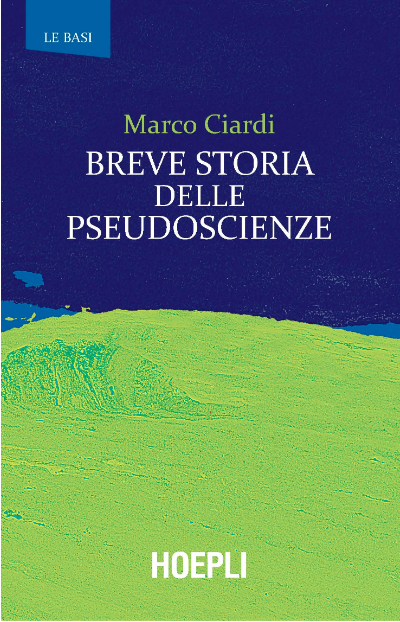 LE BASI
Marco Ciardi
BREVE STORIA
DELLE
PSEUDOSCIENZE
HOEPLI